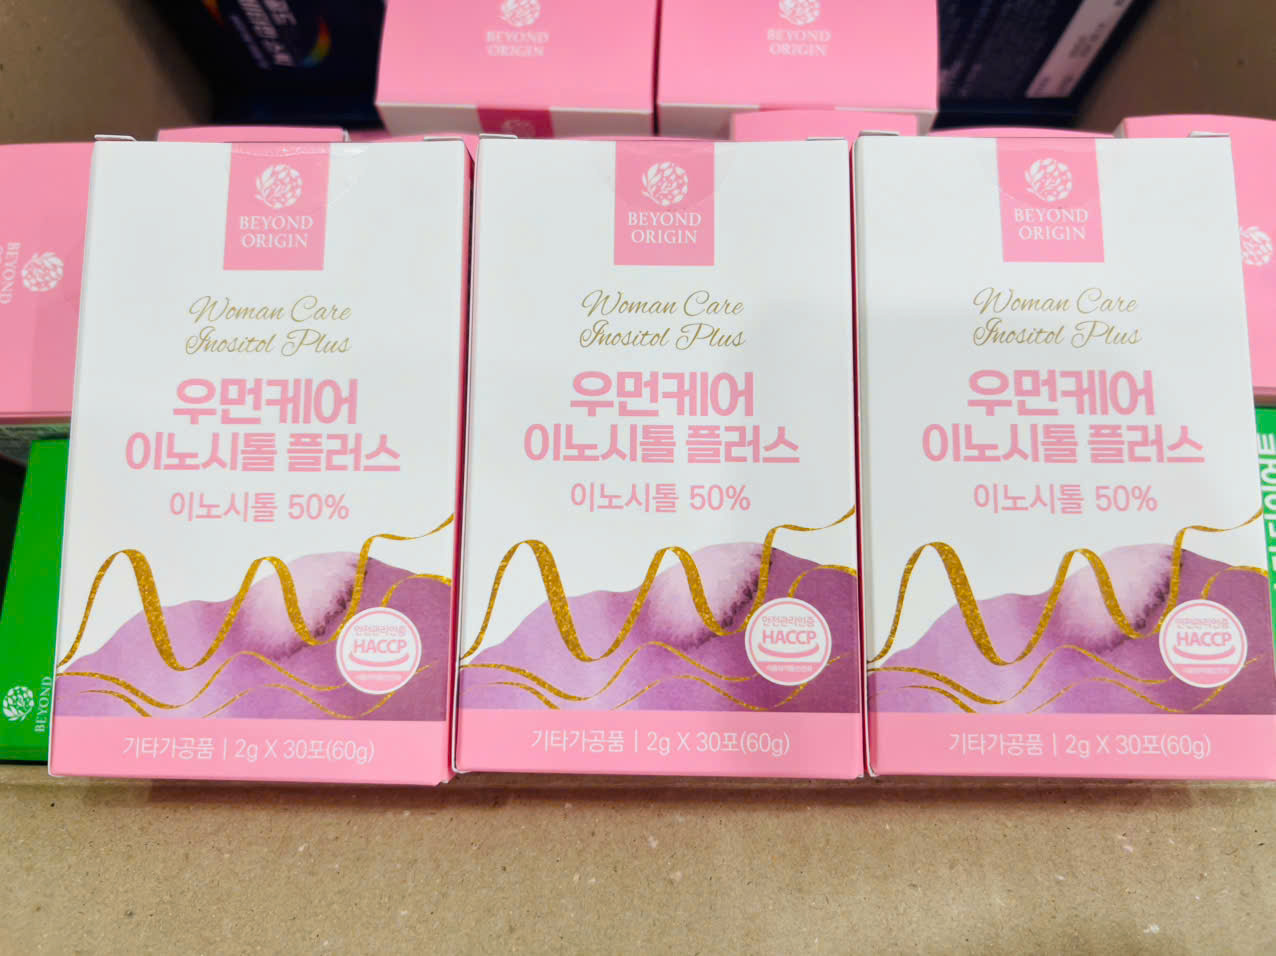 BEYOND
ORIGIN
BEYOND
ORIGIN
BEYOND
BEYOND
ORIGIN
Woman Care
Inositol Plus
우먼케어
이노시톨 플러스
이노시톨 50%
안전관리인증
HACCP
기타가공품 | 2g X 30포(60g)
BEYOND
ORIGIN
Woman Care
Inositol Plus
우먼케어
이노시톨 플러스
이노시톨 50%
안전관리인증
HACCP
기타가공품 | 2g X 30포(60g)
BEYOND
ORIGIN
Woman Care
Inositol Plus
우먼케어
이노시톨 플러스
이노시톨 50%
안전관리인증
HACCP
기타가공품 | 2g X 30포(60g)
BEYOND